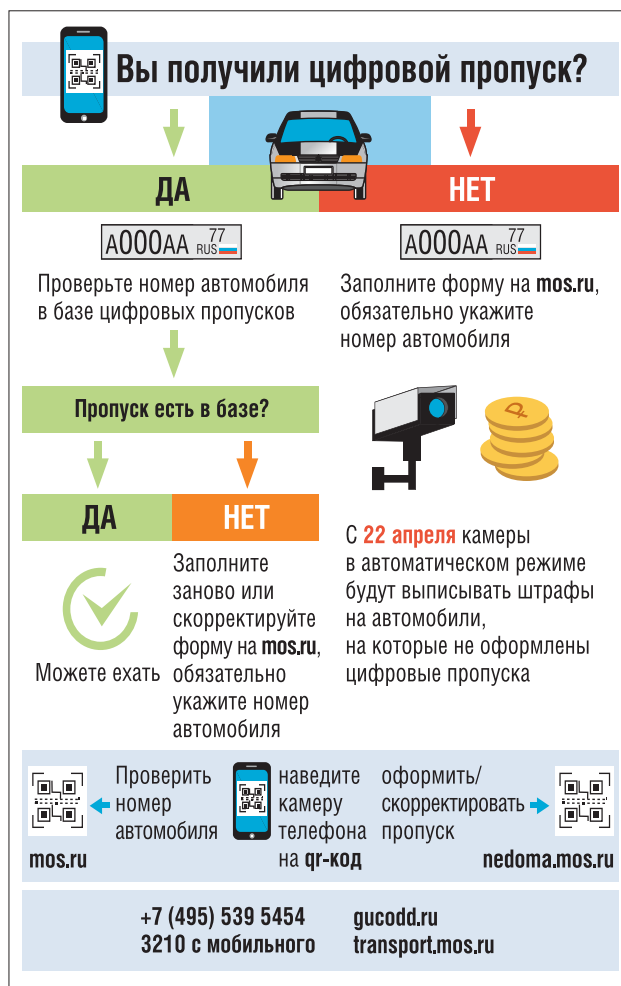 Вы получили цифровой пропуск?
ДА
НЕТ
А000АА 77 RUS
А000АА 77 RUS
Проверьте номер автомобиля
в базе цифровых пропусков
Заполните форму на mos.ru,
обязательно укажите
номер автомобиля
Пропуск есть в базе?
ДА
НЕТ
Можете ехать
Заполните
заново или
скорректируйте
форму на mos.ru,
обязательно
укажите номер
автомобиля
₽
С 22 апреля камеры
в автоматическом режиме
будут выписывать штрафы
на автомобили,
на которые не оформлены
цифровые пропуска
Проверить
номер
автомобиля
mos.ru
наведите
камеру
телефона
на qr-код
оформить/
скорректировать
пропуск
nedoma.mos.ru
+7 (495) 539 5454
3210 с мобильного
gucodd.ru
transport.mos.ru